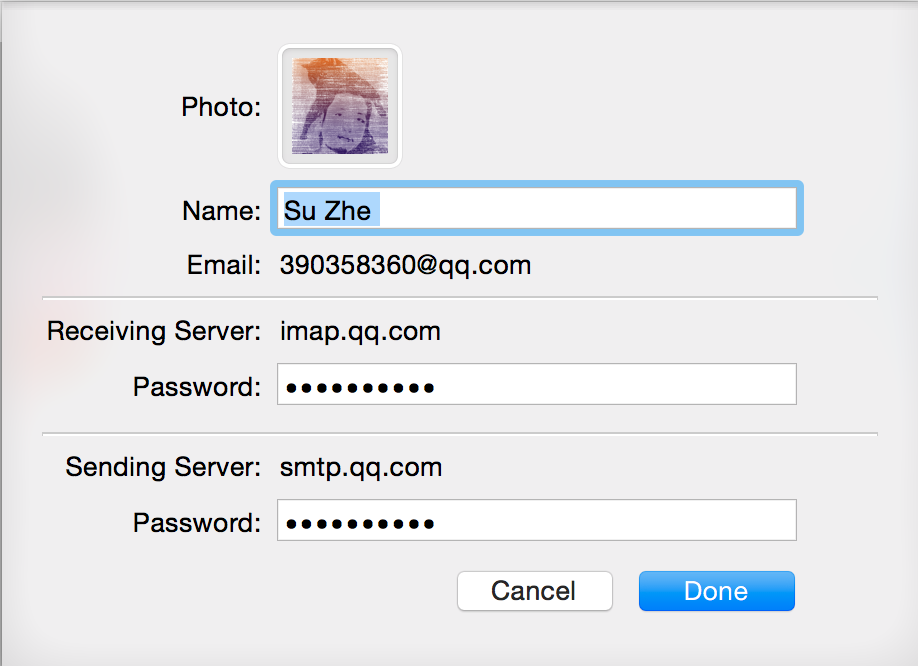 Photo:
Name: Su Zhe
Email: 390358360@qq.com
Receiving Server: imap.qq.com
Password: ••••••••••
Sending Server: smtp.qq.com
Password: ••••••••••
Cancel Done